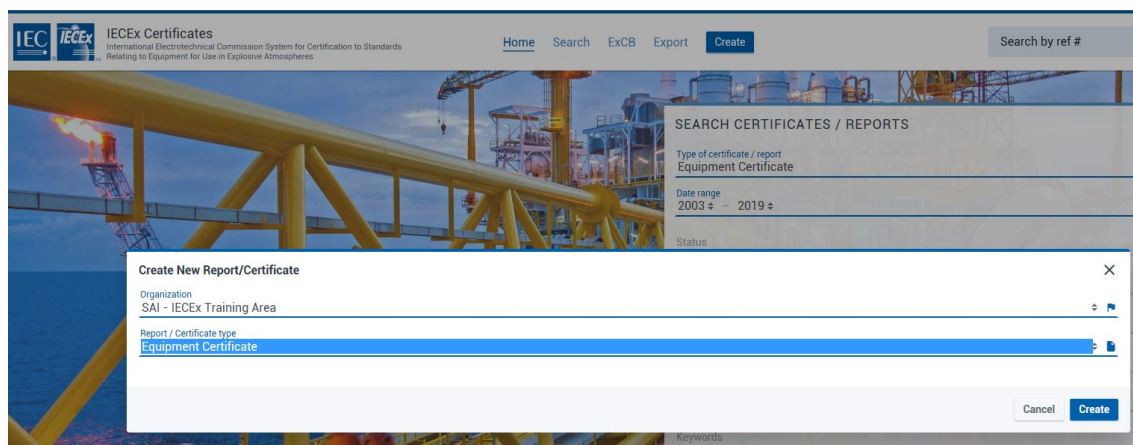 IEC IECEx
IECEx Certificates
International Electrotechnical Commission System for Certification to Standards
Relating to Equipment for Use in Explosive Atmospheres
Home Search ExCB Export Create
Search by ref #
SEARCH CERTIFICATES / REPORTS
Type of certificate / report
Equipment Certificate
Date range
2003 – 2019
Status
Create New Report/Certificate
Organization
SAI - IECEx Training Area
Report / Certificate type
Equipment Certificate
Cancel Create
Keywords